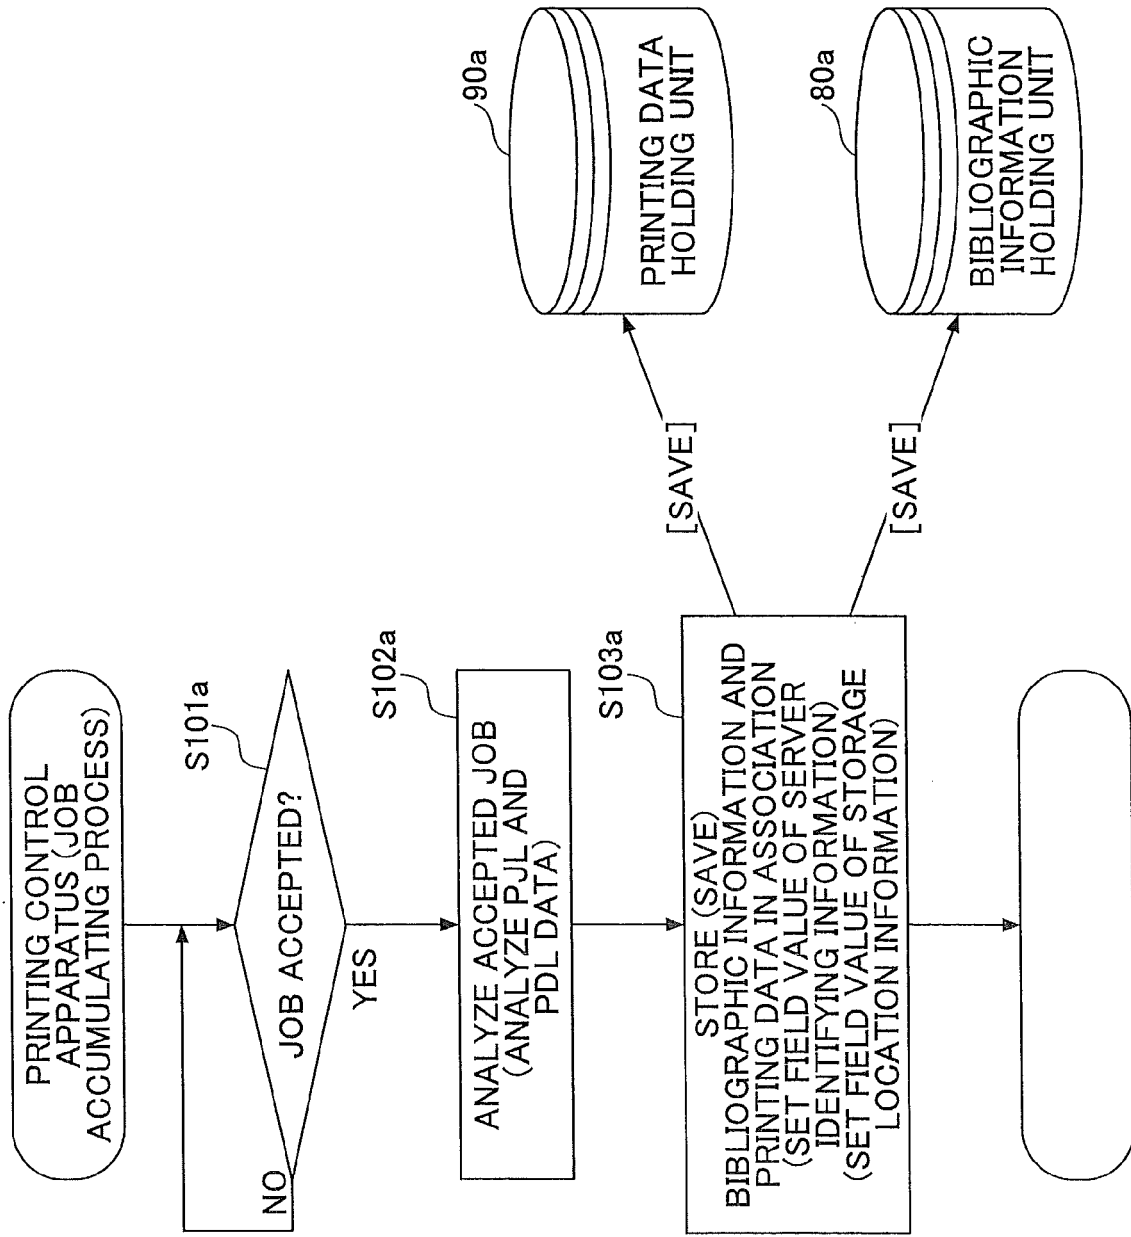 PRINTING CONTROL
APPARATUS (JOB
ACCUMULATING PROCESS)
S101a
JOB ACCEPTED?
NO
YES
S102a
ANALYZE ACCEPTED JOB
(ANALYZE PJL AND
PDL DATA)
S103a
STORE (SAVE)
BIBLIOGRAPHIC INFORMATION AND
PRINTING DATA IN ASSOCIATION
(SET FIELD VALUE OF SERVER
IDENTIFYING INFORMATION)
(SET FIELD VALUE OF STORAGE
LOCATION INFORMATION)
[SAVE]
[SAVE]
90a
PRINTING DATA
HOLDING UNIT
80a
BIBLIOGRAPHIC
INFORMATION
HOLDING UNIT